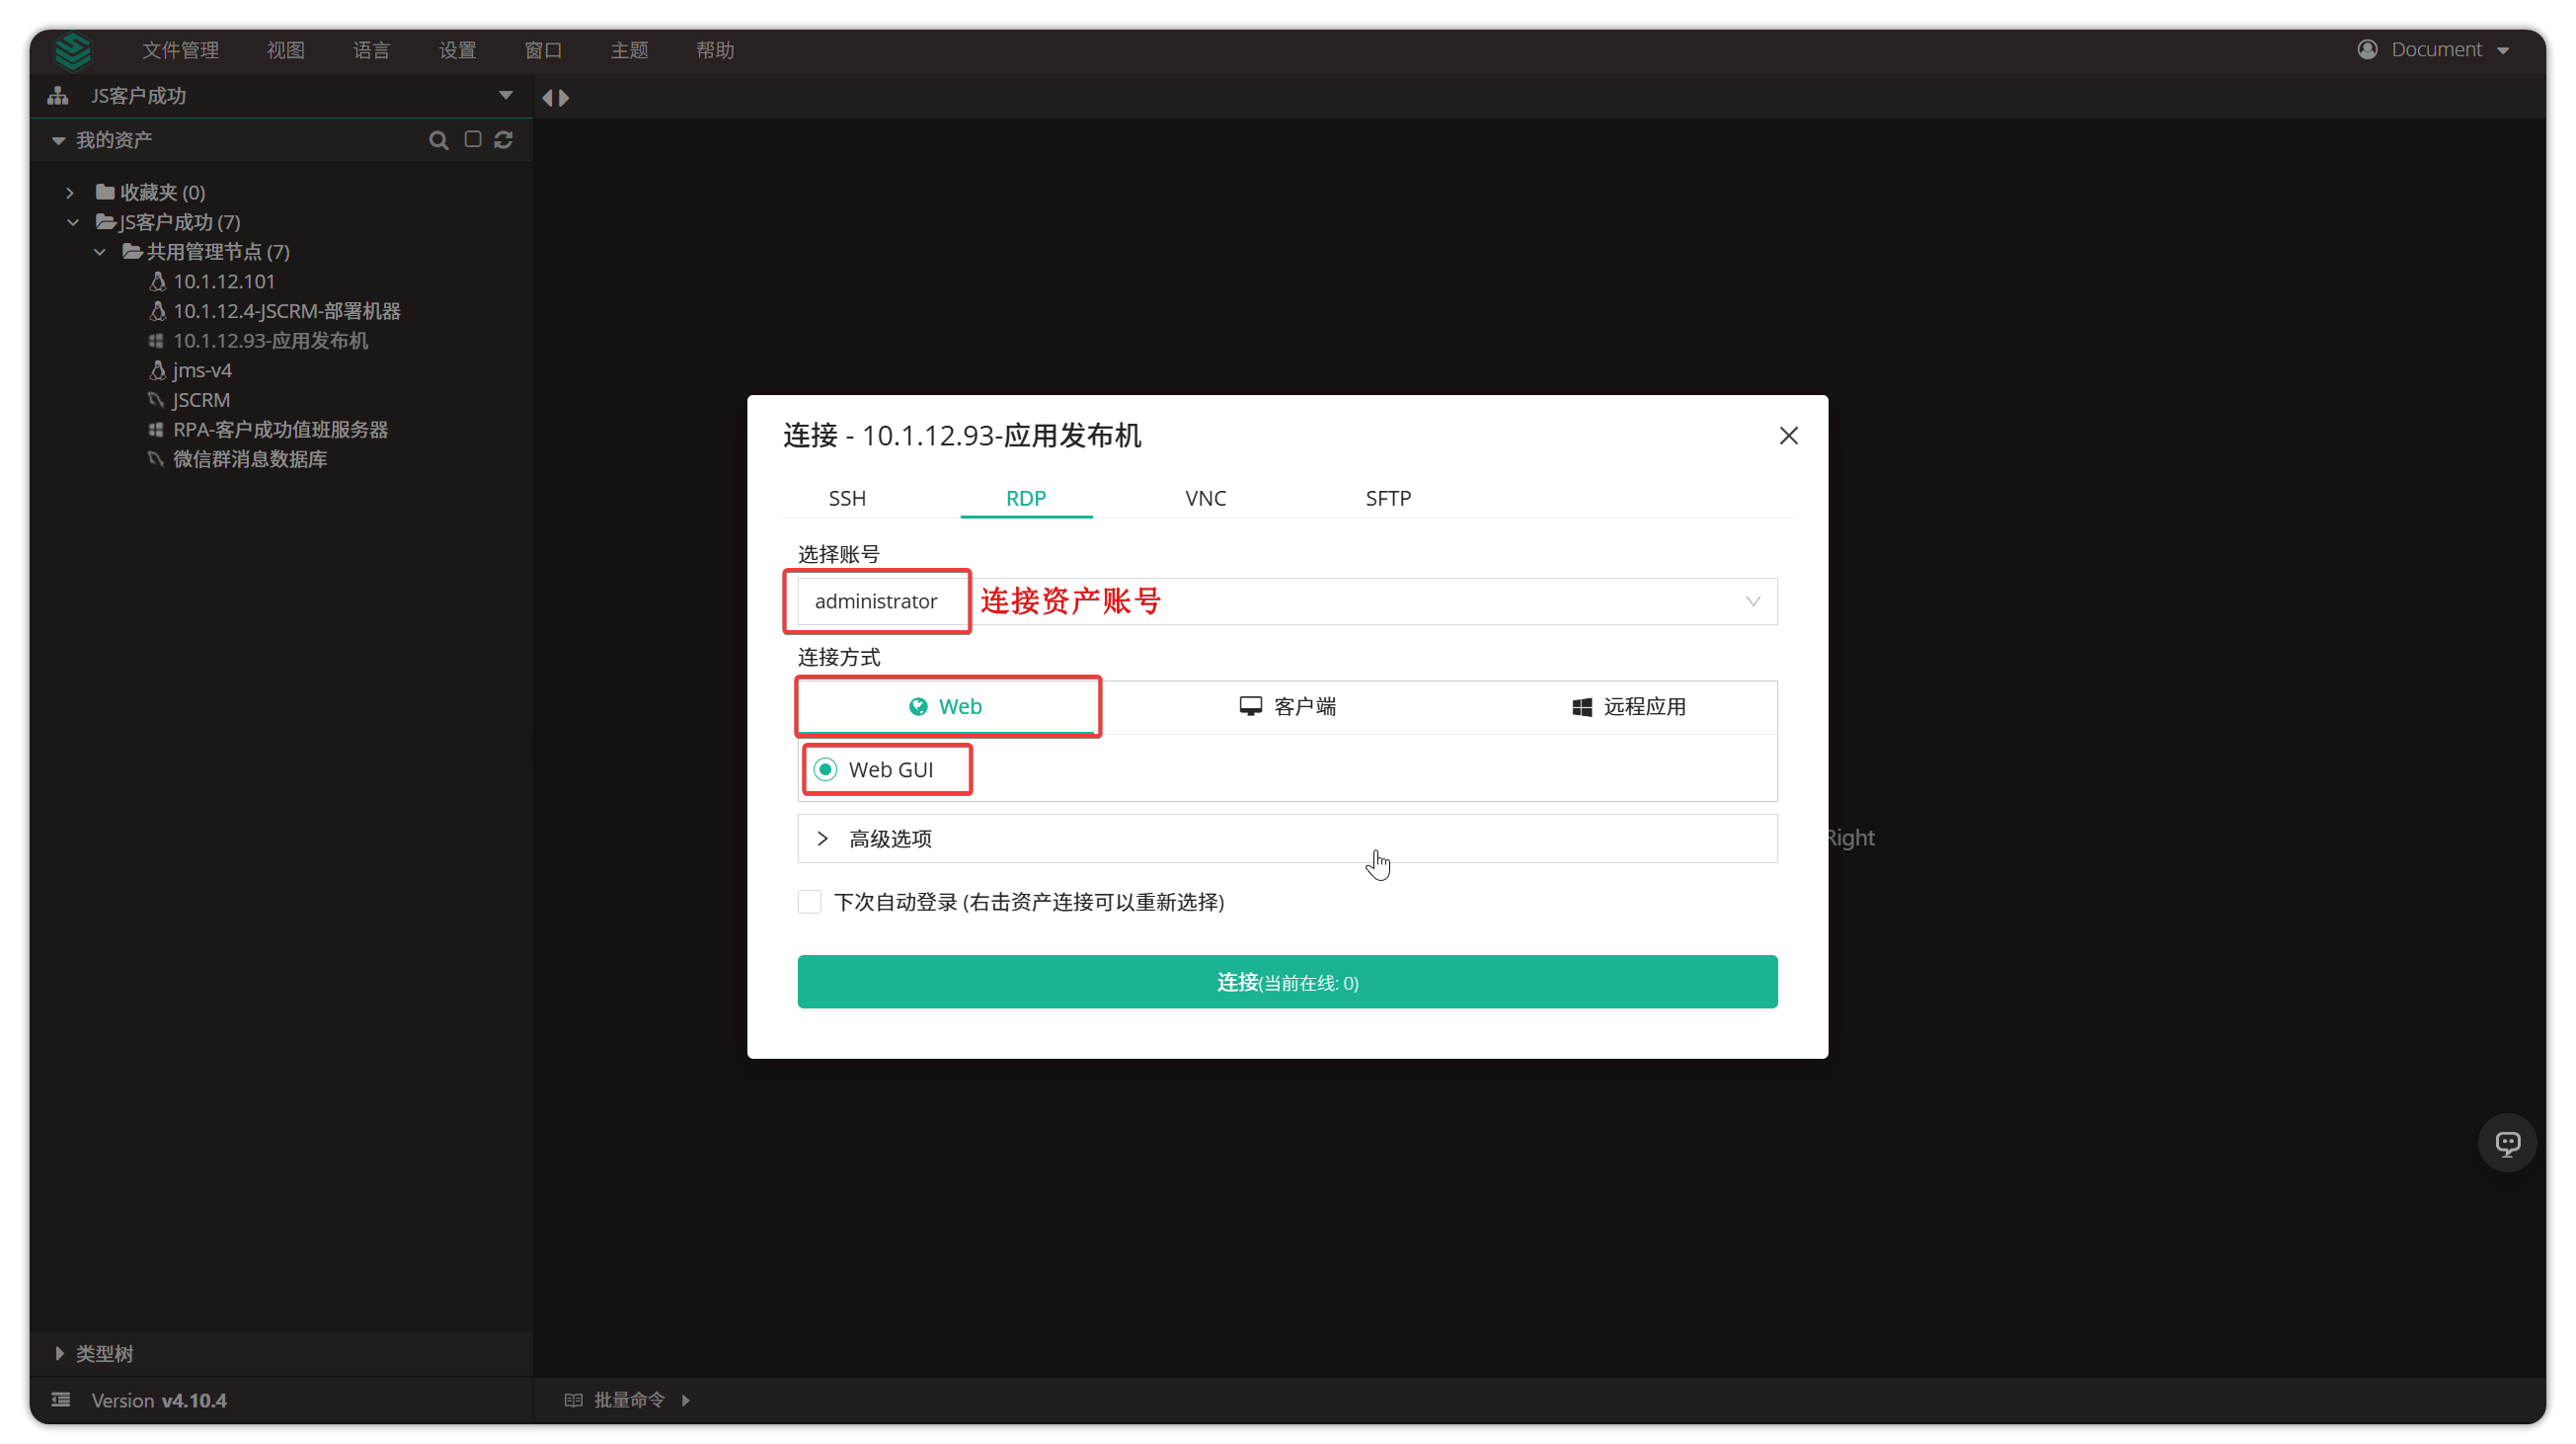 文件管理 视图 语言 设置 窗口 主题 帮助 Document
JS客户成功
我的资产
收藏夹 (0)
JS客户成功 (7)
共用管理节点 (7)
10.1.12.101
10.1.12.4-JSCRM-部署机器
10.1.12.93-应用发布机
jms-v4
JSCRM
RPA-客户成功值班服务器
微信群消息数据库
连接 - 10.1.12.93-应用发布机
SSH RDP VNC SFTP
选择账号
administrator 连接资产账号
连接方式
Web 客户端 远程应用
Web GUI
高级选项
Right
下次自动登录 (右击资产连接可以重新选择)
连接(当前在线: 0)
类型树
Version v4.10.4 批量命令